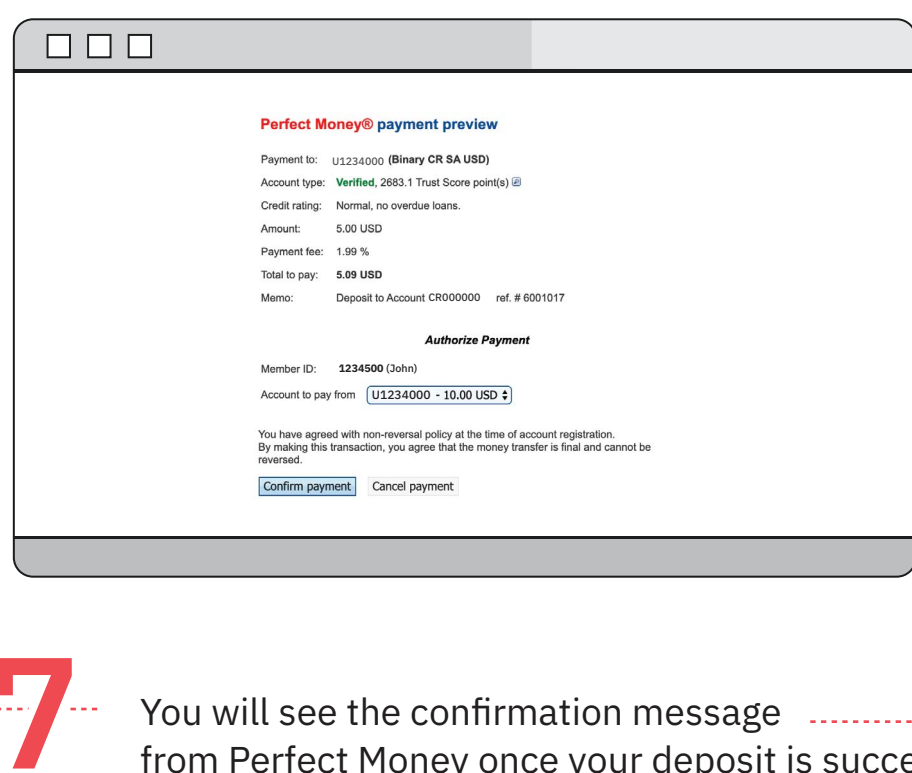 Perfect Money® payment preview
Payment to: U1234000 (Binary CR SA USD)
Account type: Verified, 2683.1 Trust Score point(s)
Credit rating: Normal, no overdue loans.
Amount: 5.00 USD
Payment fee: 1.99 %
Total to pay: 5.09 USD
Memo: Deposit to Account CR000000 ref. # 6001017
Authorize Payment
Member ID: 1234500 (John)
Account to pay from U1234000 - 10.00 USD
You have agreed with non-reversal policy at the time of account registration.
By making this transaction, you agree that the money transfer is final and cannot be
reversed.
Confirm payment Cancel payment
7 You will see the confirmation message
from Perfect Money once your deposit is succe